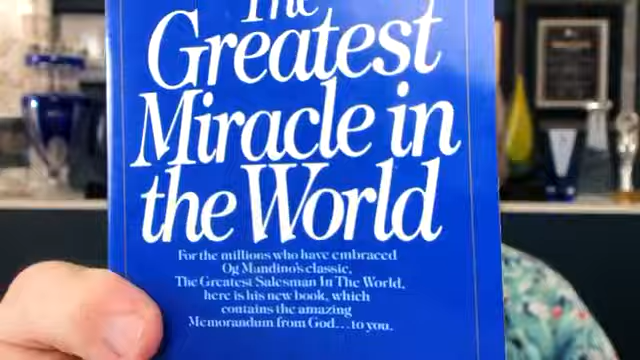 The
Greatest
Miracle in
the World
For the millions who have embraced
Og Mandino's classic,
The Greatest Salesman In The World,
here is his new book, which
contains the amazing
Memorandum from God...to you.